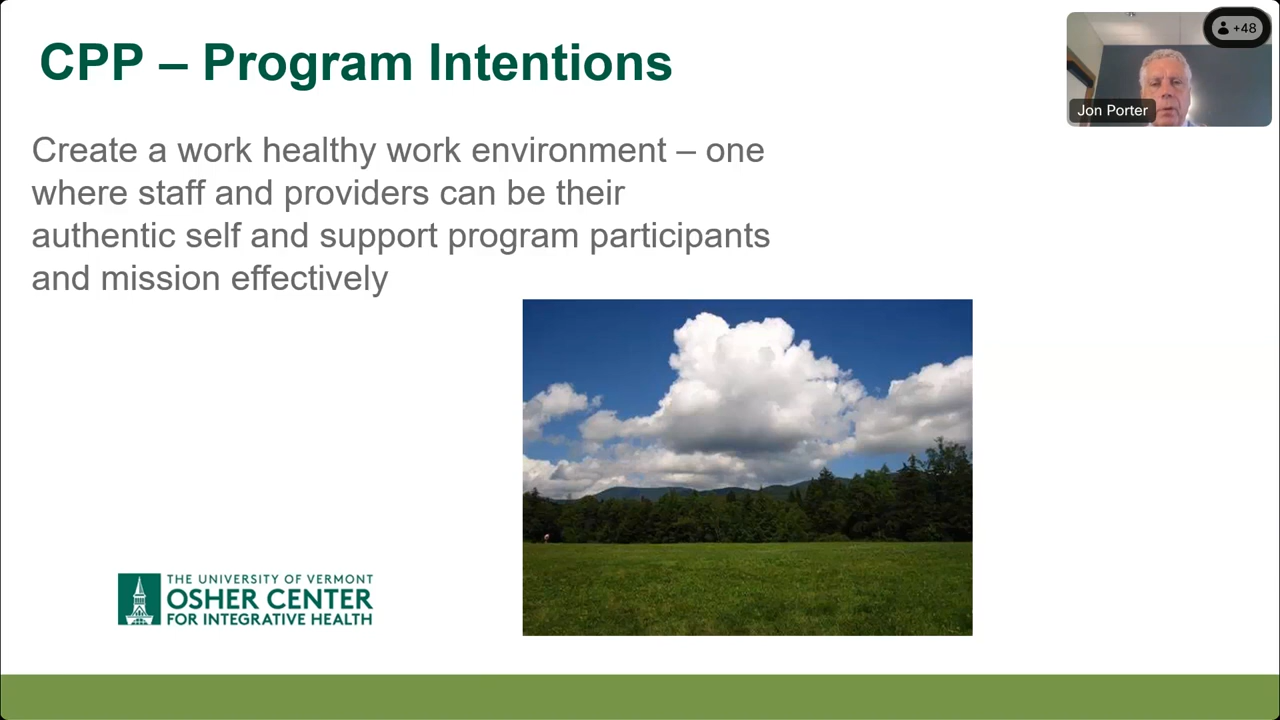 CPP – Program Intentions
+48
Jon Porter
Create a work healthy work environment – one
where staff and providers can be their
authentic self and support program participants
and mission effectively
THE UNIVERSITY OF VERMONT
OSHER CENTER
FOR INTEGRATIVE HEALTH